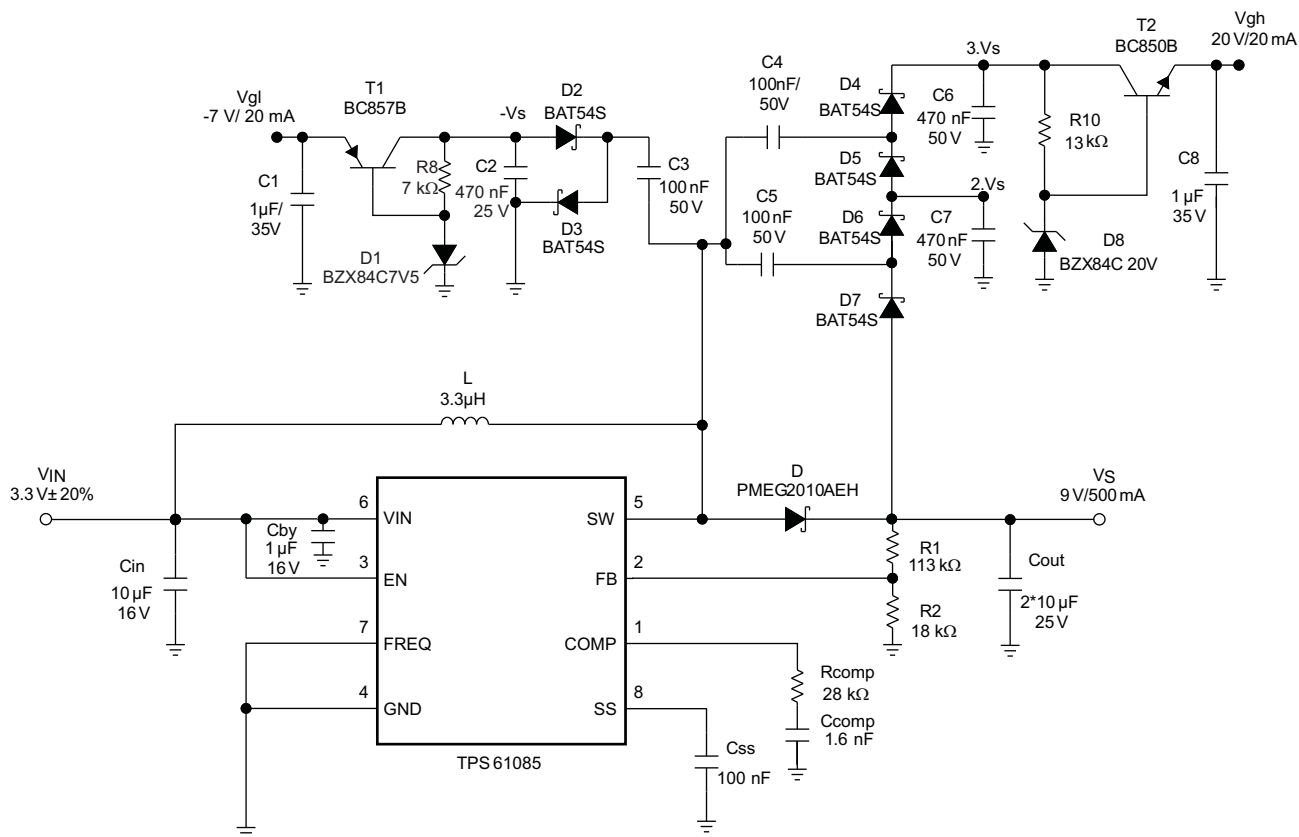 T2
BC850B
Vgh
20 V/20 mA
3.Vs
C4
100nF/
50V
D4
BAT54S
C6
470 nF
50 V
R10
13 kΩ
C8
1 µF
35 V
T1
BC857B
Vgl
-7 V/ 20 mA
-Vs
D2
BAT54S
R8
7 kΩ
C2
470 nF
25 V
C3
100 nF
50 V
C1
1µF/
35V
D3
BAT54S
D1
BZX84C7V5
D5
BAT54S
C5
100 nF
50 V
2.Vs
D6
BAT54S
C7
470 nF
50 V
D8
BZX84C 20V
D7
BAT54S
L
3.3µH
VIN
3.3 V± 20%
D
PMEG2010AEH
VS
9 V/500 mA
6
VIN
SW
5
Cby
1 µF
16 V
Cin
10 µF
16 V
3
EN
FB
2
R1
113 kΩ
Cout
2*10 µF
25 V
R2
18 kΩ
7
FREQ
COMP
1
Rcomp
28 kΩ
4
GND
SS
8
Ccomp
1.6 nF
Css
100 nF
TPS 61085